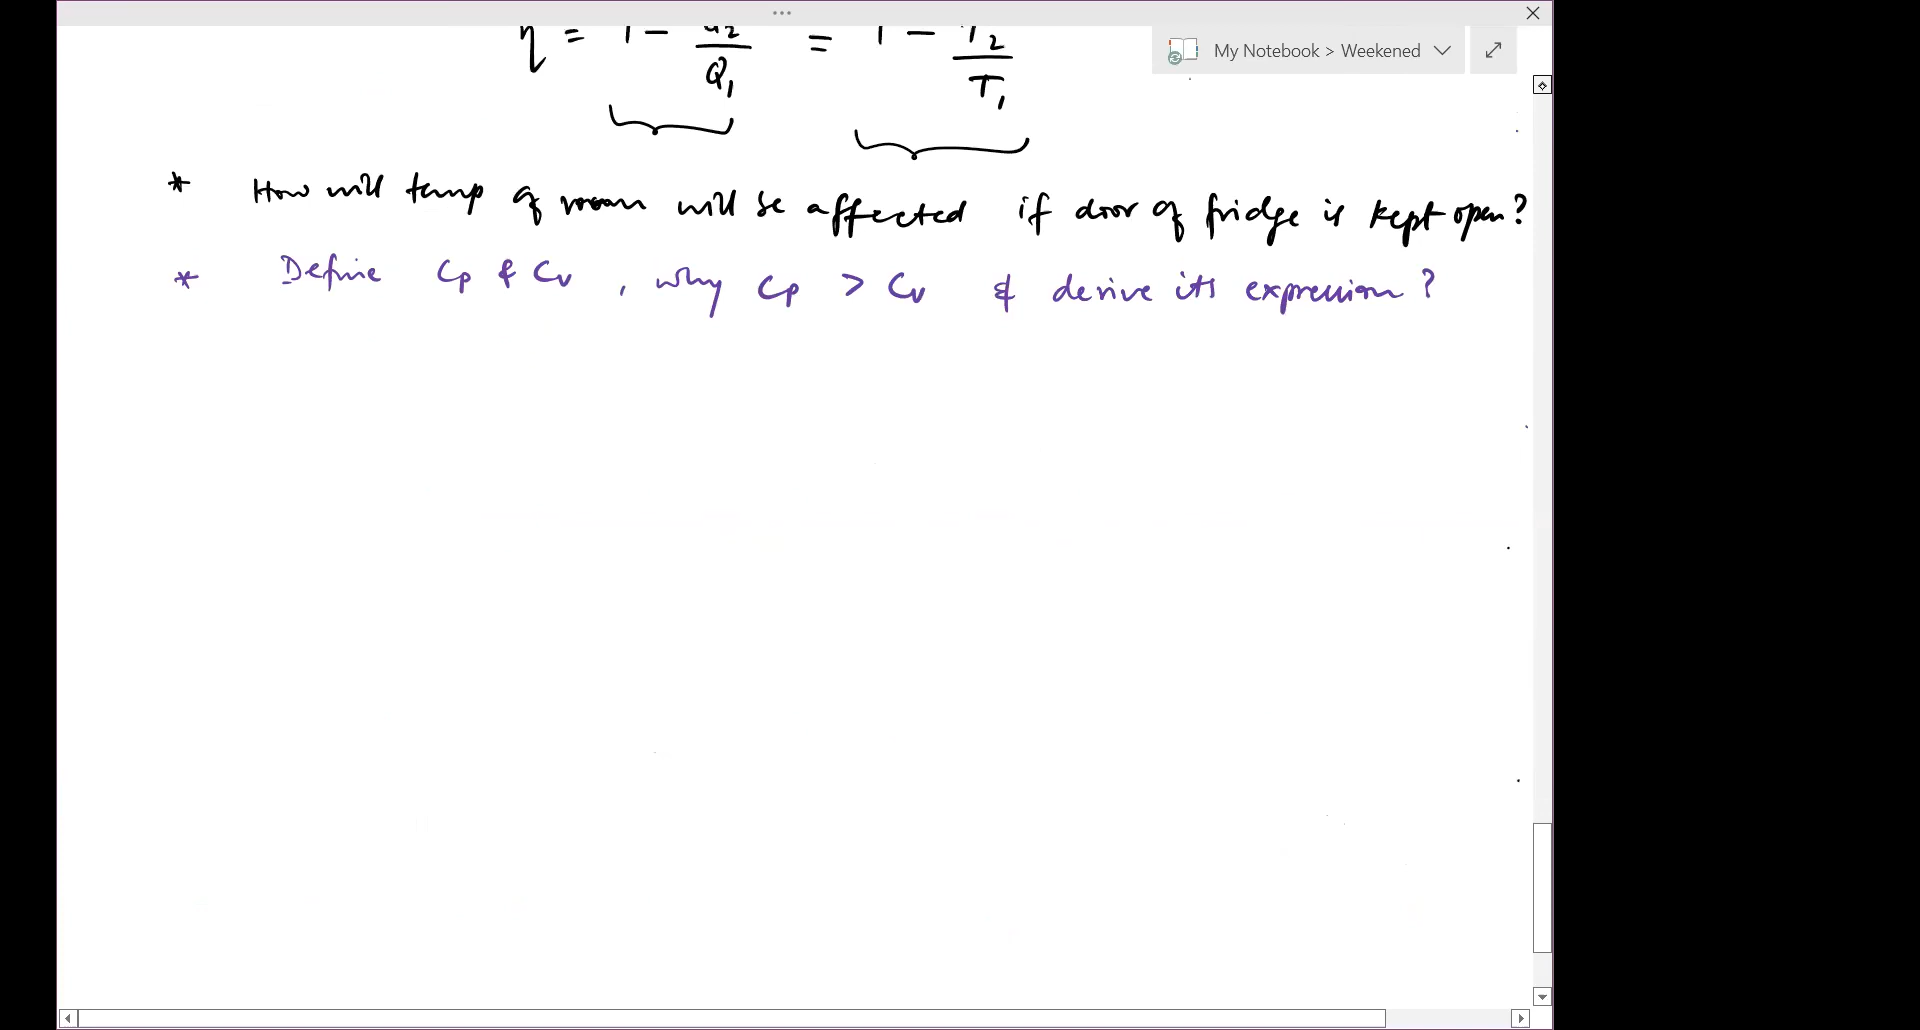 My Notebook > Weekened
η = 1 - Q2/Q1 = 1 - T2/T1
* How will temp of room will be affected if door of fridge is kept open?
* Define Cp & Cv, why Cp > Cv & derive its expression?